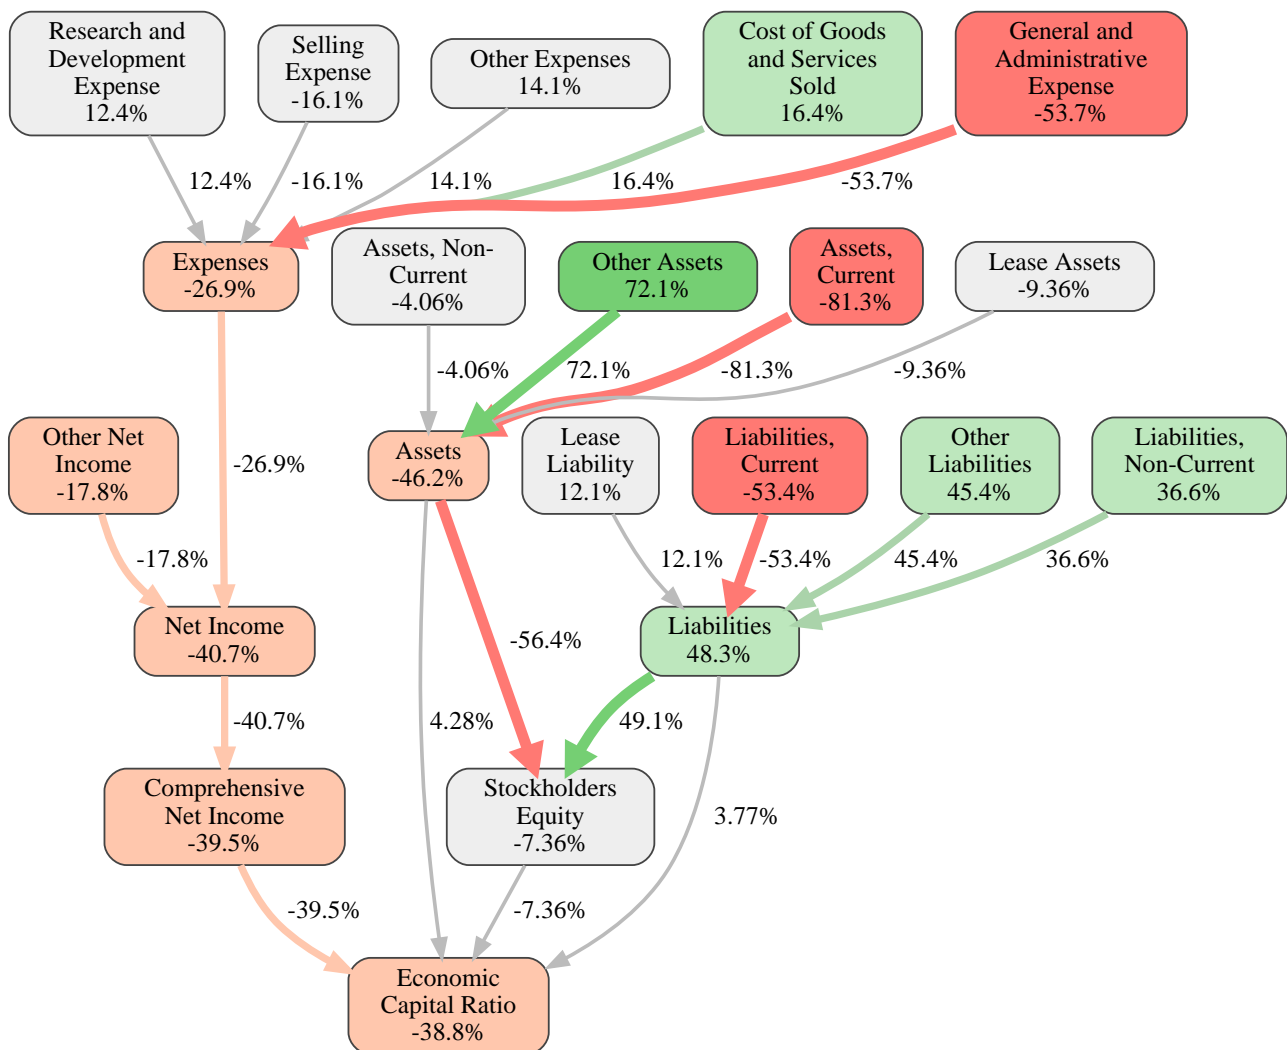 Research and
Development
Expense
12.4%
Selling
Expense
-16.1%
Other Expenses
14.1%
Cost of Goods
and Services
Sold
16.4%
General and
Administrative
Expense
-53.7%
12.4%
-16.1%
14.1%
16.4%
-53.7%
Expenses
-26.9%
Assets, Non-
Current
-4.06%
Other Assets
72.1%
Assets,
Current
-81.3%
Lease Assets
-9.36%
-4.06%
72.1%
-81.3%
-9.36%
Other Net
Income
-17.8%
-26.9%
Assets
-46.2%
Lease
Liability
12.1%
Liabilities,
Current
-53.4%
Other
Liabilities
45.4%
Liabilities,
Non-Current
36.6%
-17.8%
12.1%
-53.4%
45.4%
36.6%
Net Income
-40.7%
-56.4%
Liabilities
48.3%
-40.7%
4.28%
49.1%
Comprehensive
Net Income
-39.5%
Stockholders
Equity
-7.36%
3.77%
-39.5%
-7.36%
Economic
Capital Ratio
-38.8%